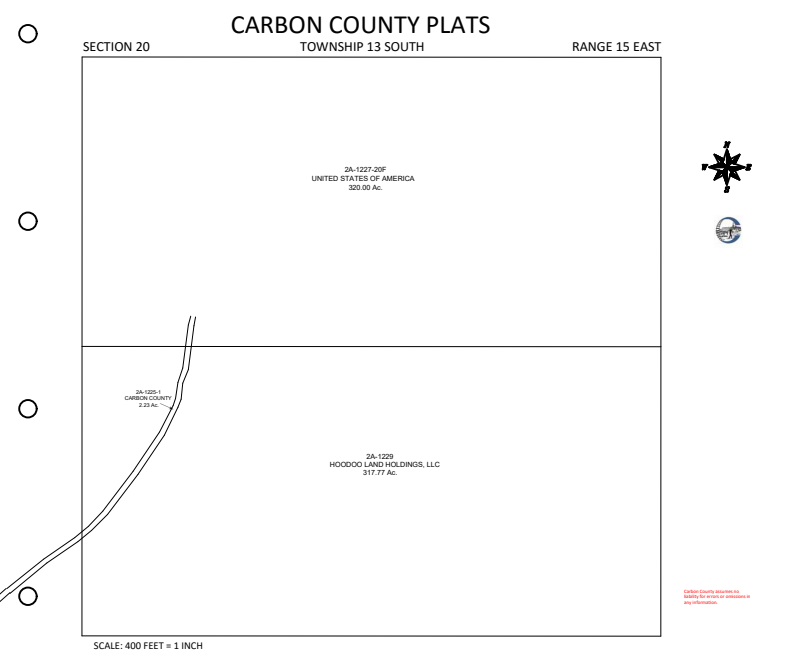 CARBON COUNTY PLATS
SECTION 20
TOWNSHIP 13 SOUTH
RANGE 15 EAST
2A-1227-20F
UNITED STATES OF AMERICA
320.00 Ac.
N
W
E
S
2A-1225-1
CARBON COUNTY
2.23 Ac.
2A-1229
HOODOO LAND HOLDINGS, LLC
317.77 Ac.
Carbon County assumes no
liability for errors or omissions in
any information.
SCALE: 400 FEET = 1 INCH